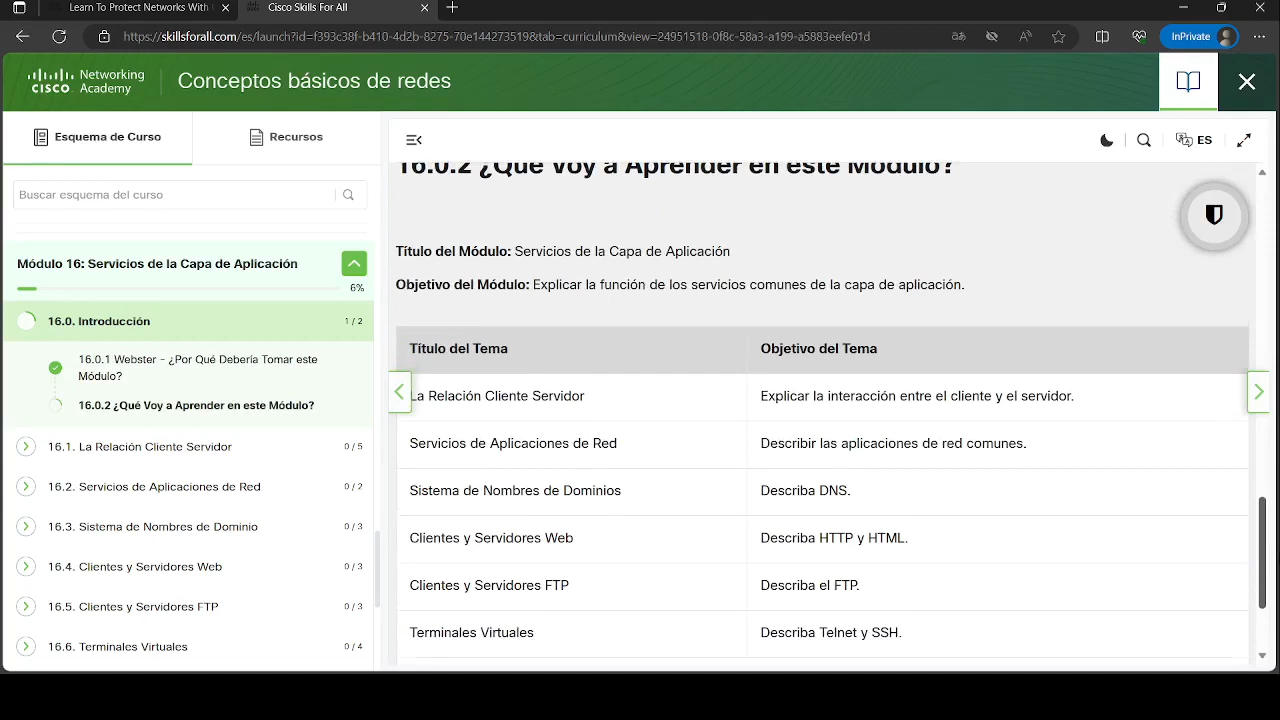 Learn To Protect Networks With
Cisco Skills For All
https://skillsforall.com/es/launch?id=f393c38f-b410-4d2b-8275-70e144273519&tab=curriculum&view=24951518-0f8c-58a3-a199-a5883eefe01d
InPrivate
Networking
CISCO Academy
Conceptos básicos de redes
Esquema de Curso
Recursos
ES
Buscar esquema del curso
Módulo 16: Servicios de la Capa de Aplicación
6%
16.0. Introducción
1 / 2
16.0.1 Webster - ¿Por Qué Debería Tomar este
Módulo?
16.0.2 ¿Qué Voy a Aprender en este Módulo?
16.1. La Relación Cliente Servidor
0 / 5
16.2. Servicios de Aplicaciones de Red
0 / 2
16.3. Sistema de Nombres de Dominio
0 / 3
16.4. Clientes y Servidores Web
0 / 3
16.5. Clientes y Servidores FTP
0 / 3
16.6. Terminales Virtuales
0 / 4
16.0.2 ¿Qué Voy a Aprender en este Módulo?
Título del Módulo: Servicios de la Capa de Aplicación
Objetivo del Módulo: Explicar la función de los servicios comunes de la capa de aplicación.
Título del Tema
Objetivo del Tema
La Relación Cliente Servidor
Explicar la interacción entre el cliente y el servidor.
Servicios de Aplicaciones de Red
Describir las aplicaciones de red comunes.
Sistema de Nombres de Dominios
Describa DNS.
Clientes y Servidores Web
Describa HTTP y HTML.
Clientes y Servidores FTP
Describa el FTP.
Terminales Virtuales
Describa Telnet y SSH.